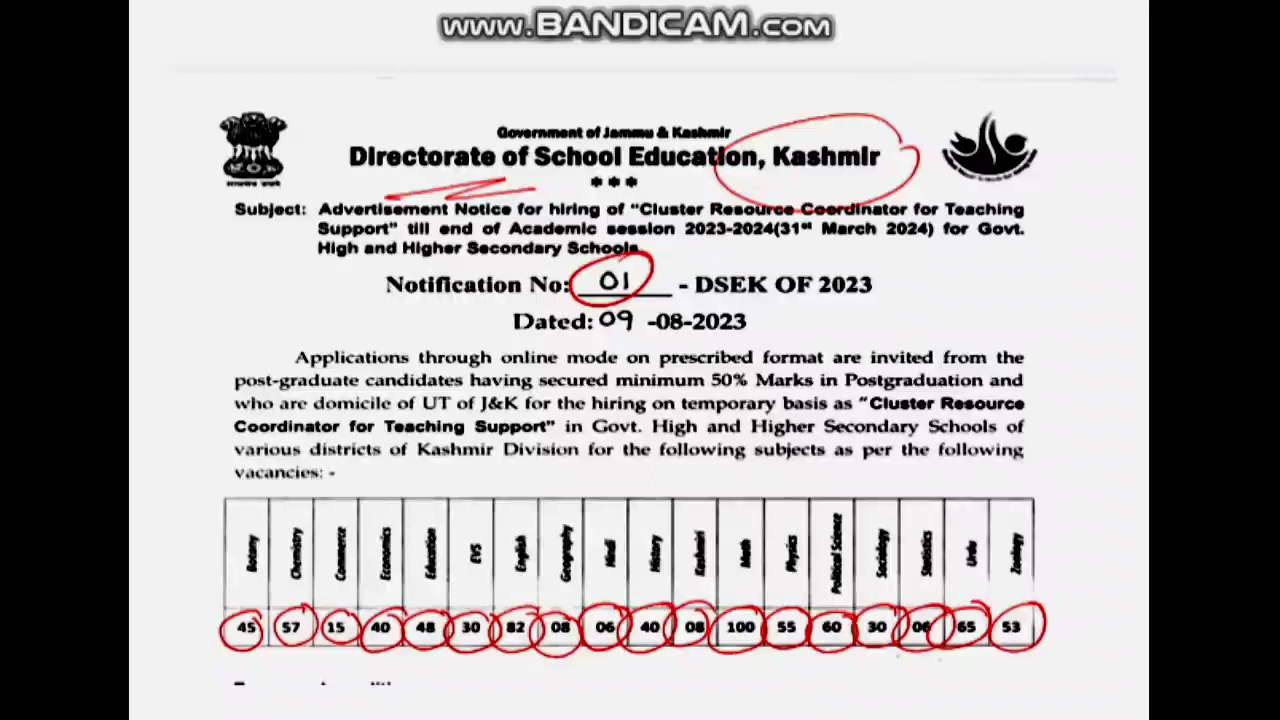 www.BANDICAM.com
Government of Jammu & Kashmir
Directorate of School Education, Kashmir
***
Subject: Advertisement Notice for hiring of "Cluster Resource Coordinator for Teaching
Support" till end of Academic session 2023-2024(31st March 2024) for Govt.
High and Higher Secondary Schools.
Notification No: 01 - DSEK OF 2023
Dated: 09 -08-2023
Applications through online mode on prescribed format are invited from the
post-graduate candidates having secured minimum 50% Marks in Postgraduation and
who are domicile of UT of J&K for the hiring on temporary basis as "Cluster Resource
Coordinator for Teaching Support" in Govt. High and Higher Secondary Schools of
various districts of Kashmir Division for the following subjects as per the following
vacancies: -
Botany Chemistry Commerce Economics Education EVS English Geography Hindi History Kashmiri Math Physics Political Science Sociology Statistics Urdu Zoology
45 57 15 40 48 30 82 08 06 40 08 100 55 60 30 06 65 53